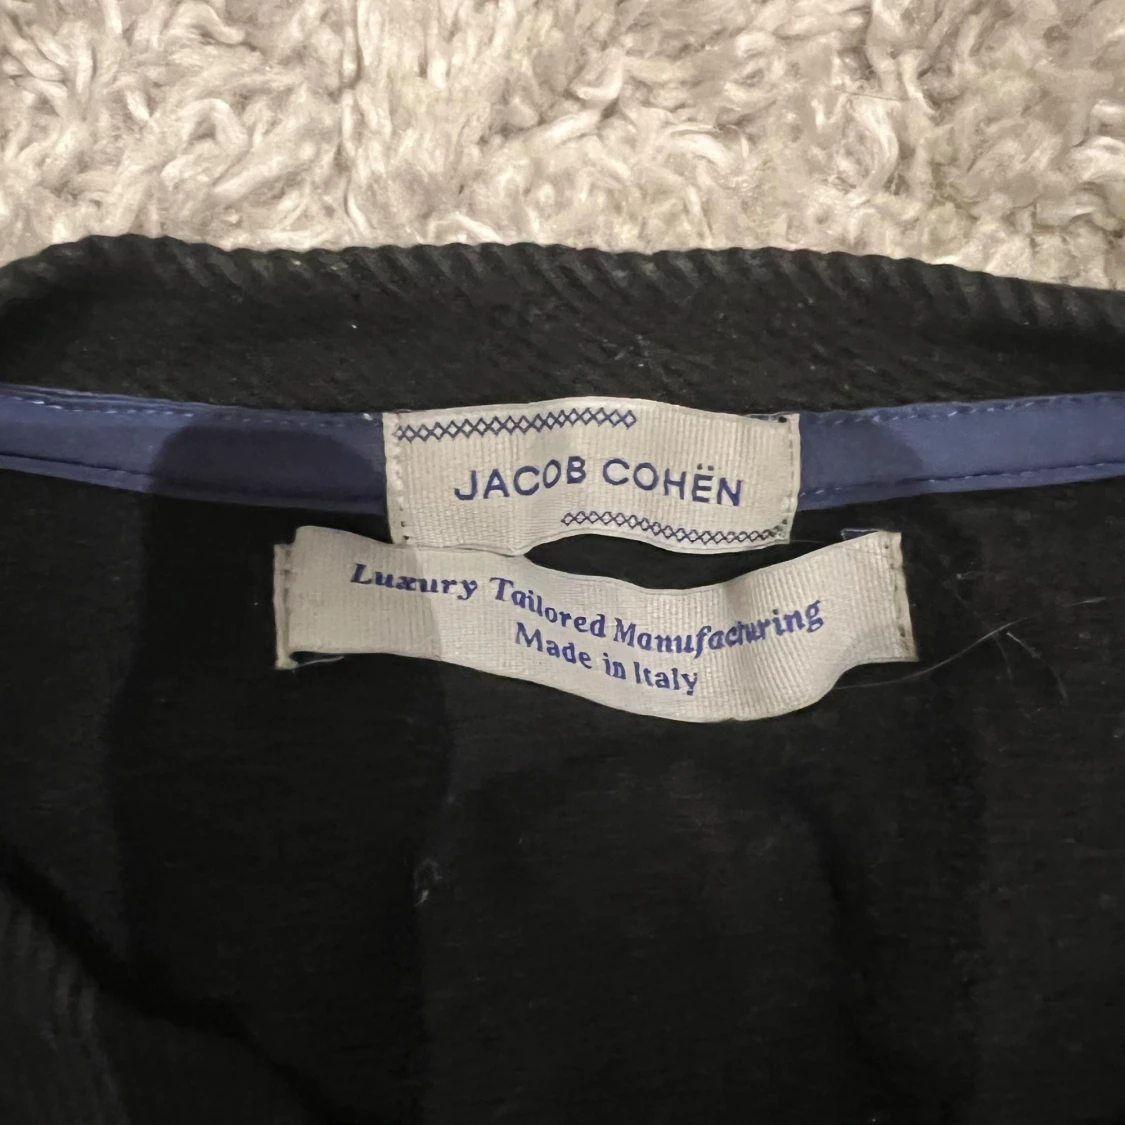 JACOB COHËN
Luxury Tailored Manufacturing
Made in Italy